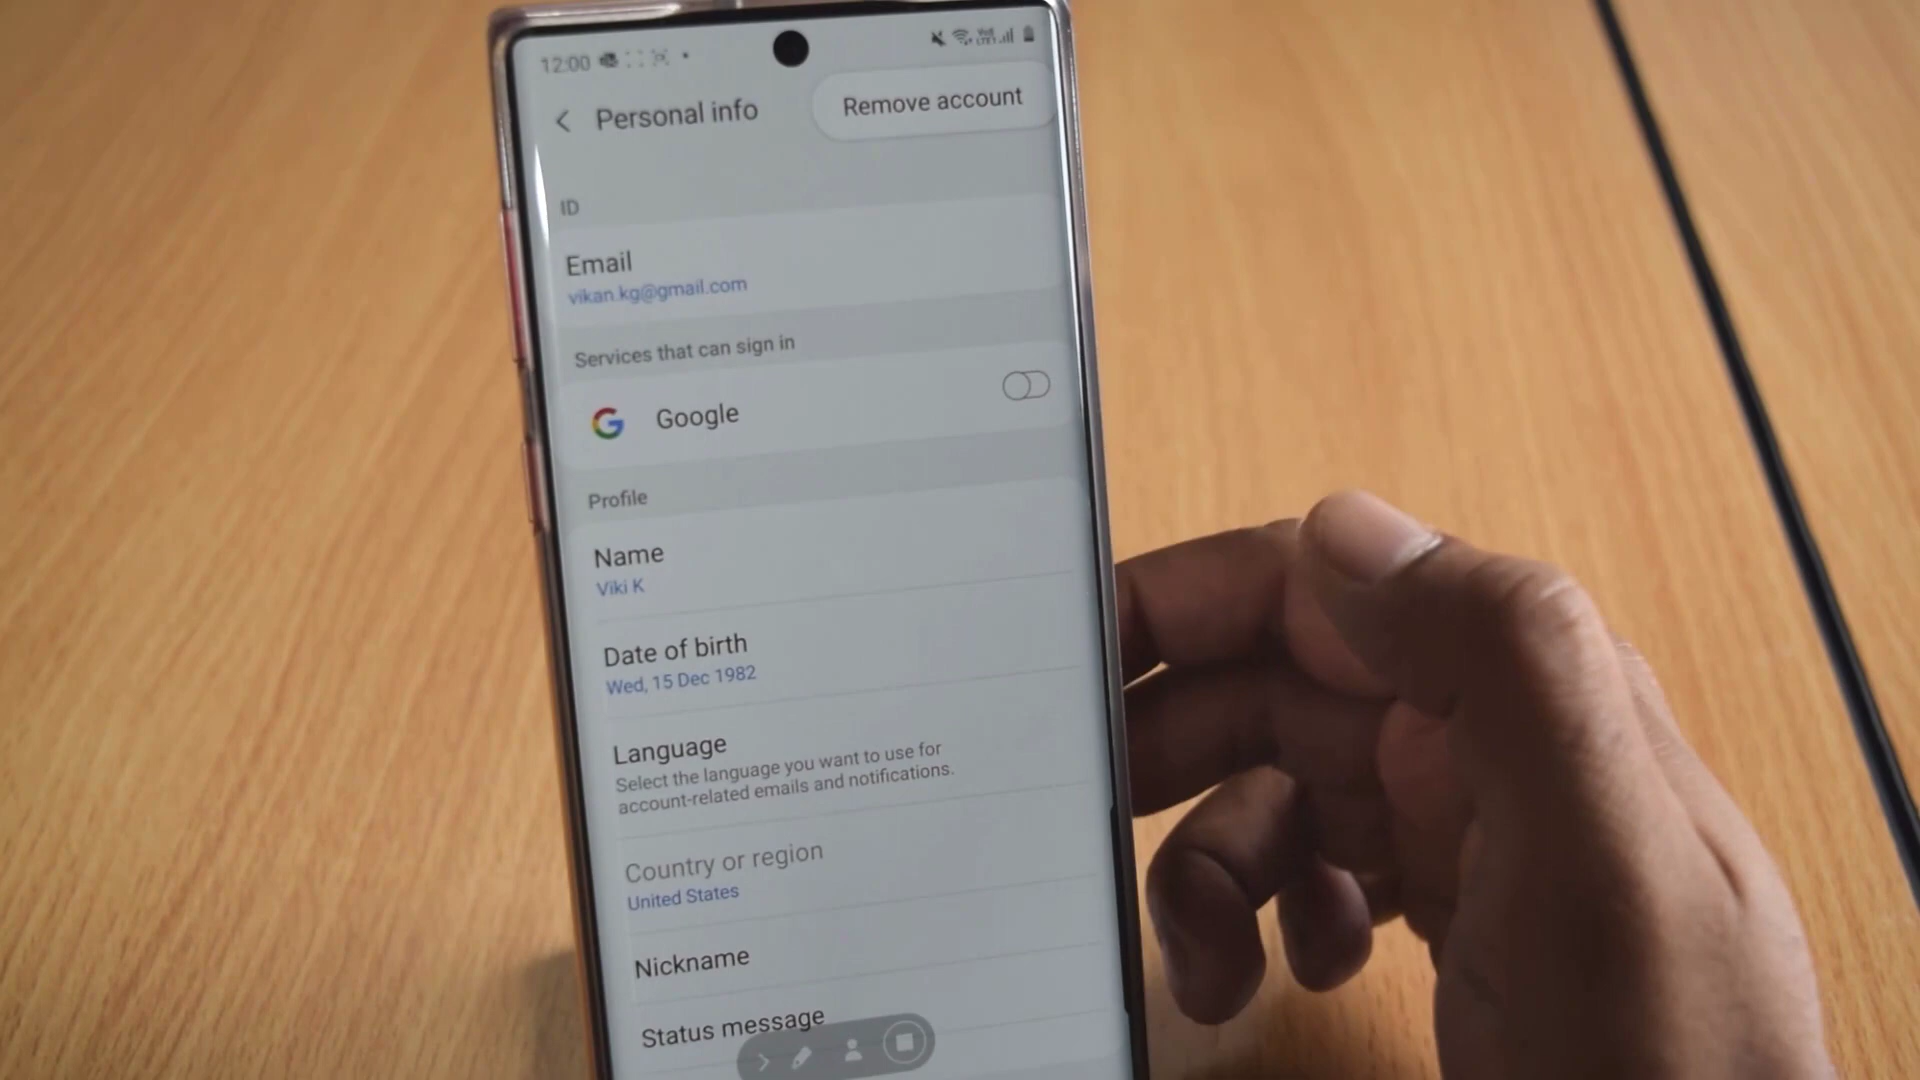 12:00
Personal info
Remove account
ID
Email
vikan.kg@gmail.com
Services that can sign in
Google
Profile
Name
Viki K
Date of birth
Wed, 15 Dec 1982
Language
Select the language you want to use for
account-related emails and notifications.
Country or region
United States
Nickname
Status message